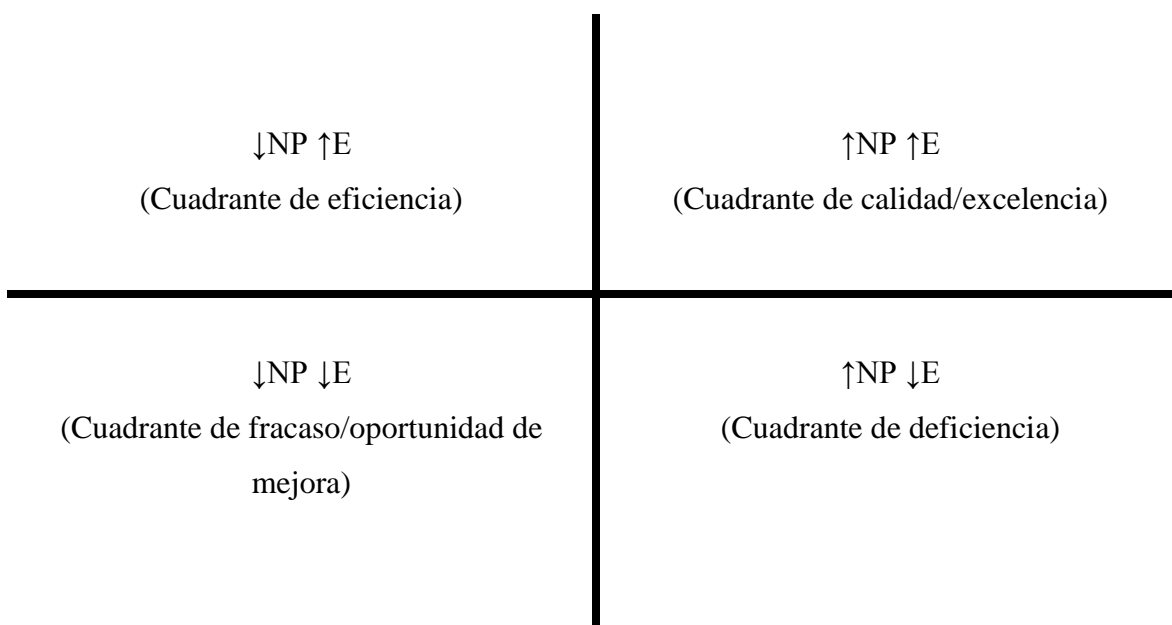 ↓NP ↑E
(Cuadrante de eficiencia)
↑NP ↑E
(Cuadrante de calidad/excelencia)
↓NP ↓E
(Cuadrante de fracaso/oportunidad de
mejora)
↑NP ↓E
(Cuadrante de deficiencia)